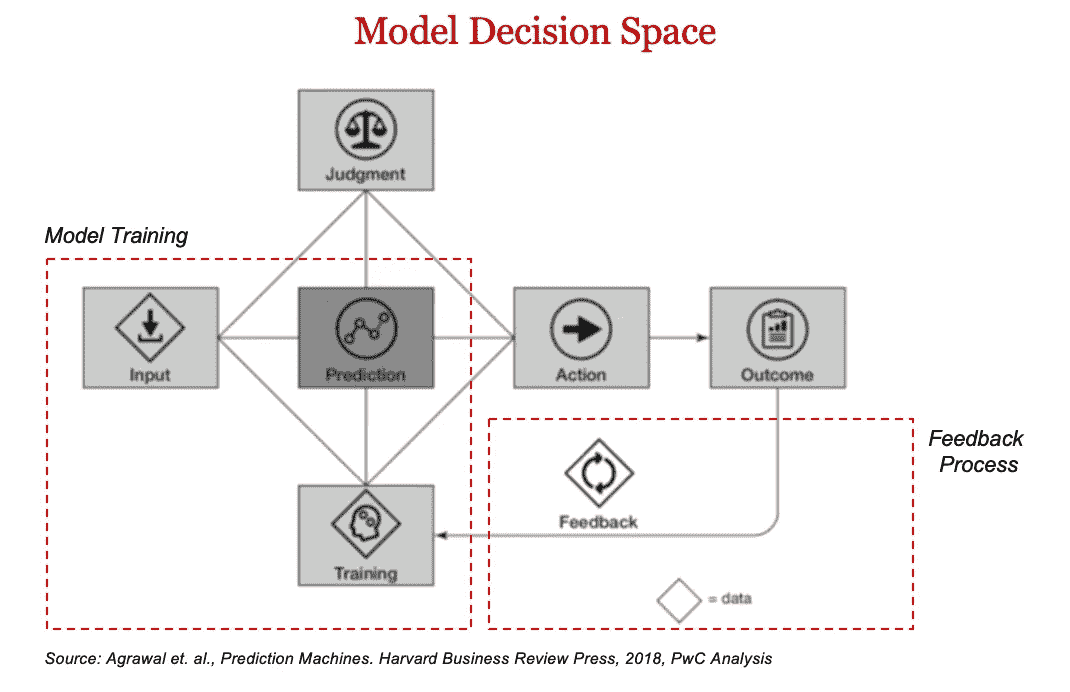 Model Decision Space
Judgment
Model Training
Input
Prediction
Action
Outcome
Feedback
Process
Feedback
Training
= data
Source: Agrawal et. al., Prediction Machines. Harvard Business Review Press, 2018, PwC Analysis